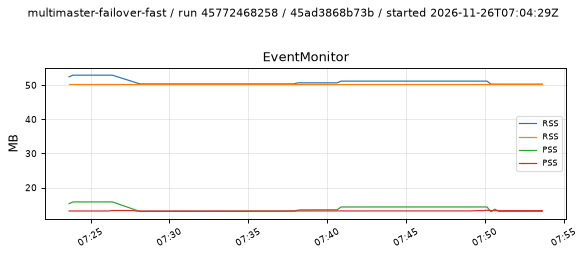 multimaster-failover-fast / run 45772468258 / 45ad3868b73b / started 2026-11-26T07:04:29Z
EventMonitor
MB
50
40
30
20
RSS
RSS
PSS
PSS
07:25
07:30
07:35
07:40
07:45
07:50
07:55